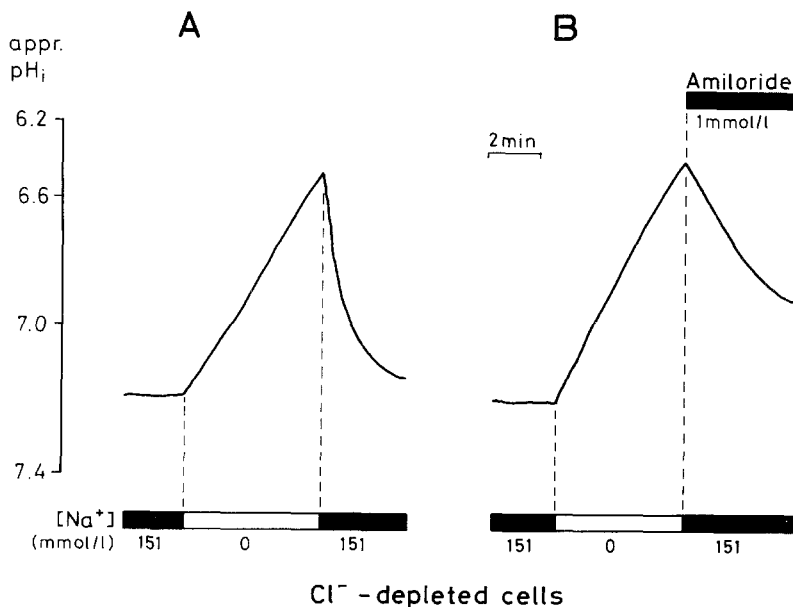 A
B
appr.
pHi
Amiloride
1mmol/l
2min
6.2
6.6
7.0
7.4
[Na+]
(mmol/l)
151 0 151
151 0 151
Cl⁻ -depleted cells